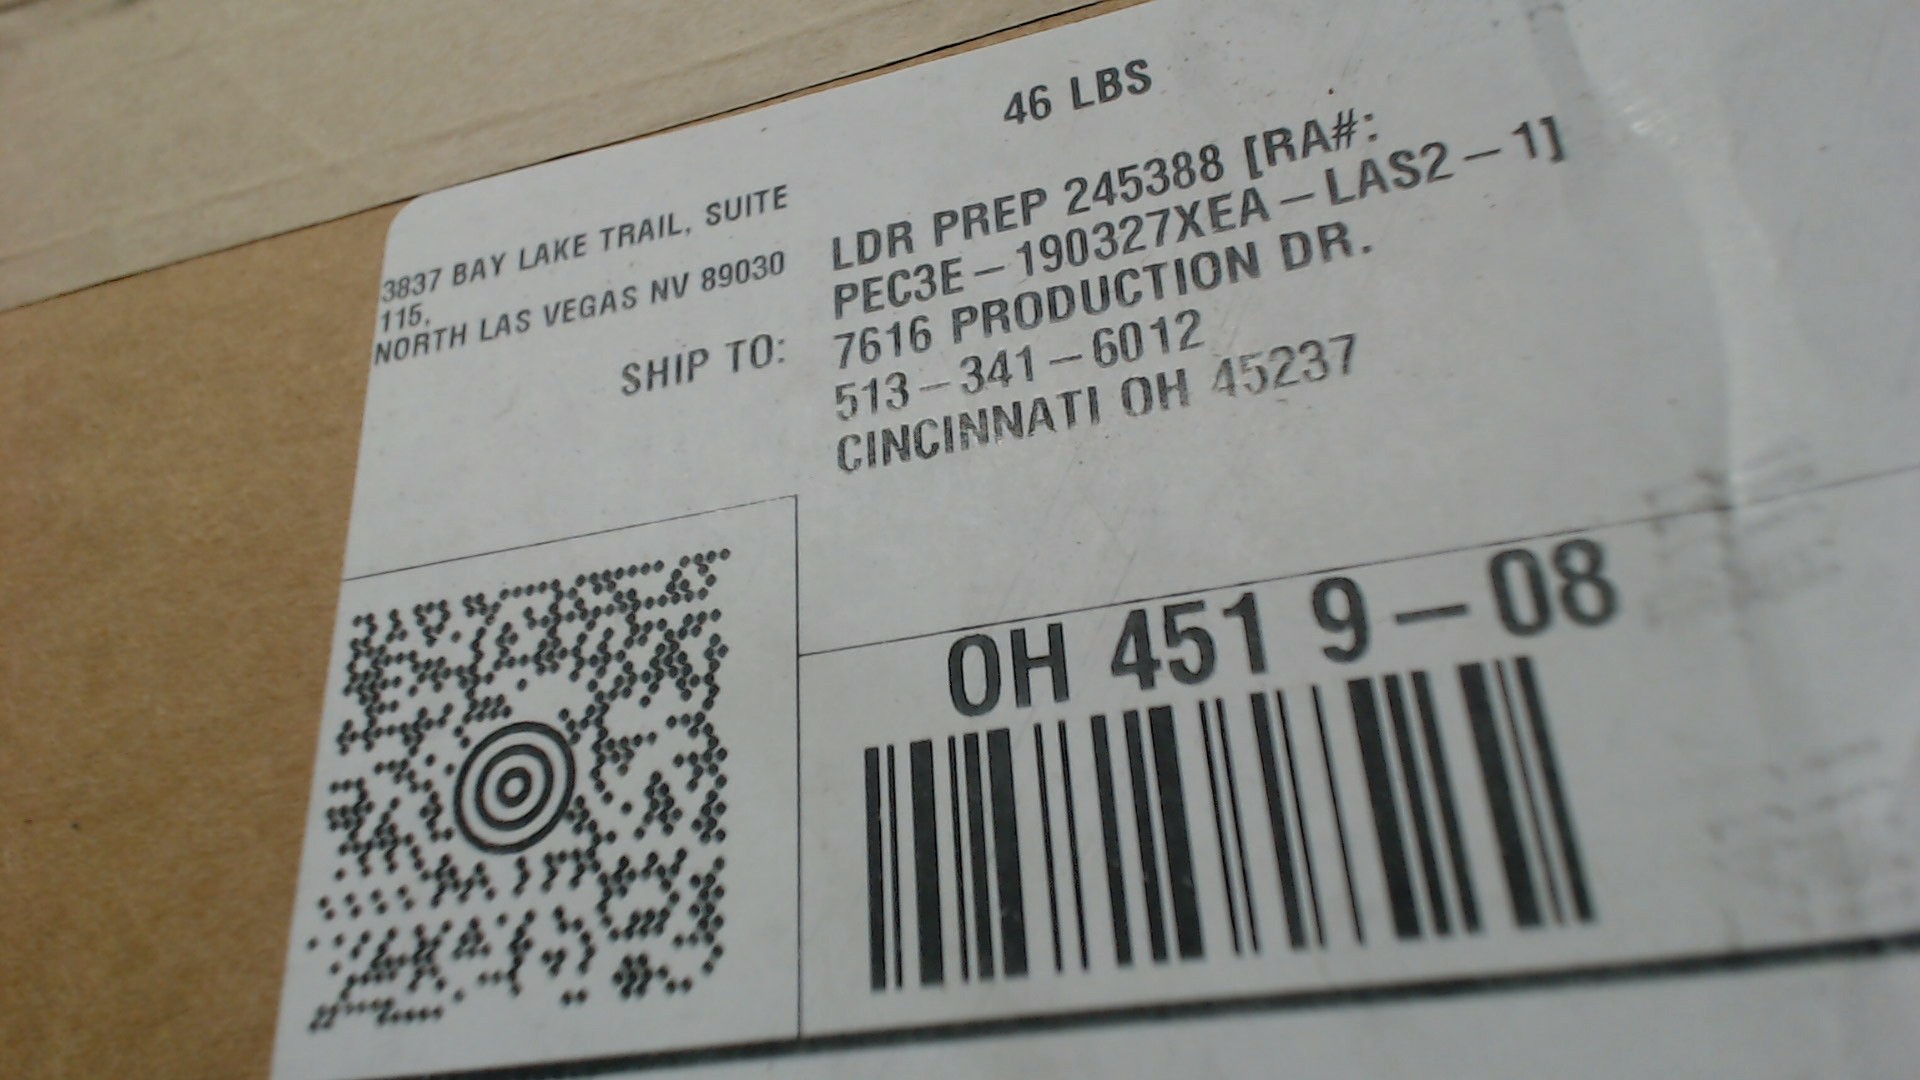 46 LBS
3837 BAY LAKE TRAIL, SUITE
115,
NORTH LAS VEGAS NV 89030
SHIP TO:
LDR PREP 245388 [RA#:
PEC3E-190327XEA-LAS2-1]
7616 PRODUCTION DR.
513-341-6012
CINCINNATI OH 45237
OH 451 9-08